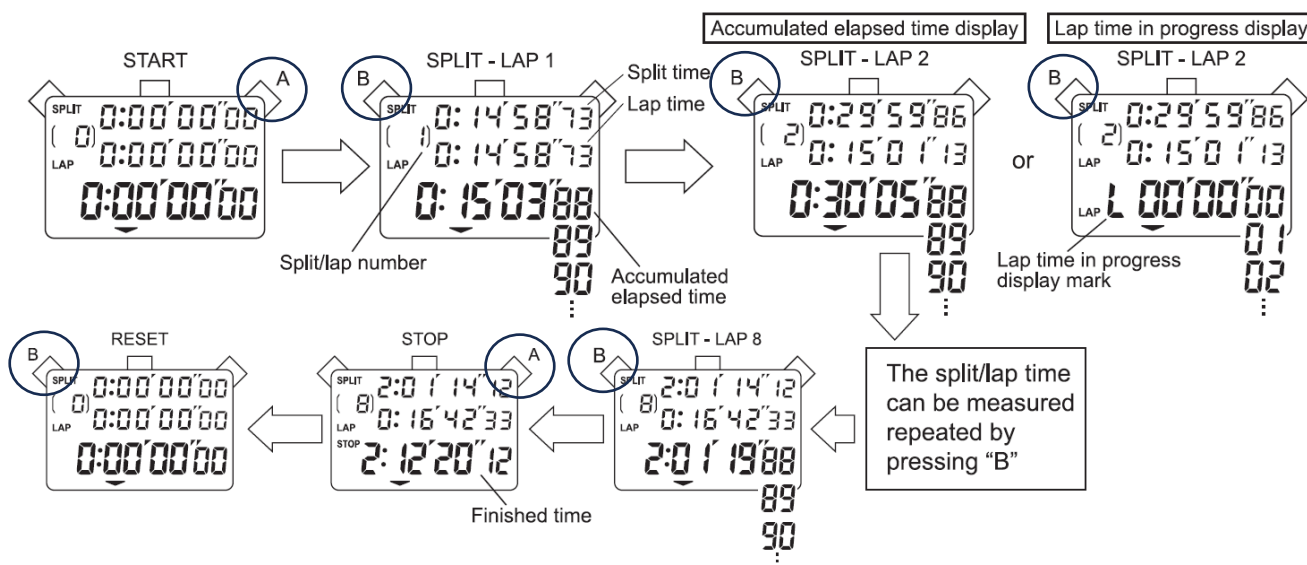 Accumulated elapsed time display
Lap time in progress display
START
SPLIT - LAP 1
SPLIT - LAP 2
SPLIT - LAP 2
A
B
B
B
Split time
Lap time
SPLIT
0:00'00"00
( 0)
0:00'00"00
LAP
0:00'00"00
SPLIT
0:14'58"73
( 1)
0:14'58"73
LAP
0:15'03"88
89
90
Split/lap number
Accumulated
elapsed time
SPLIT
0:29'59"86
( 2)
0:15'01"13
LAP
0:30'05"88
89
90
or
SPLIT
0:29'59"86
( 2)
0:15'01"13
LAP
LAP L 00'00"00
01
02
Lap time in progress
display mark
RESET
STOP
SPLIT - LAP 8
B
A
B
SPLIT
0:00'00"00
( 0)
0:00'00"00
LAP
0:00'00"00
SPLIT
2:01'14"12
( 8)
0:16'42"33
LAP
STOP
2:12'20"12
Finished time
SPLIT
2:01'14"12
( 8)
0:16'42"33
LAP
2:01'19"88
89
90
The split/lap time
can be measured
repeated by
pressing “B”